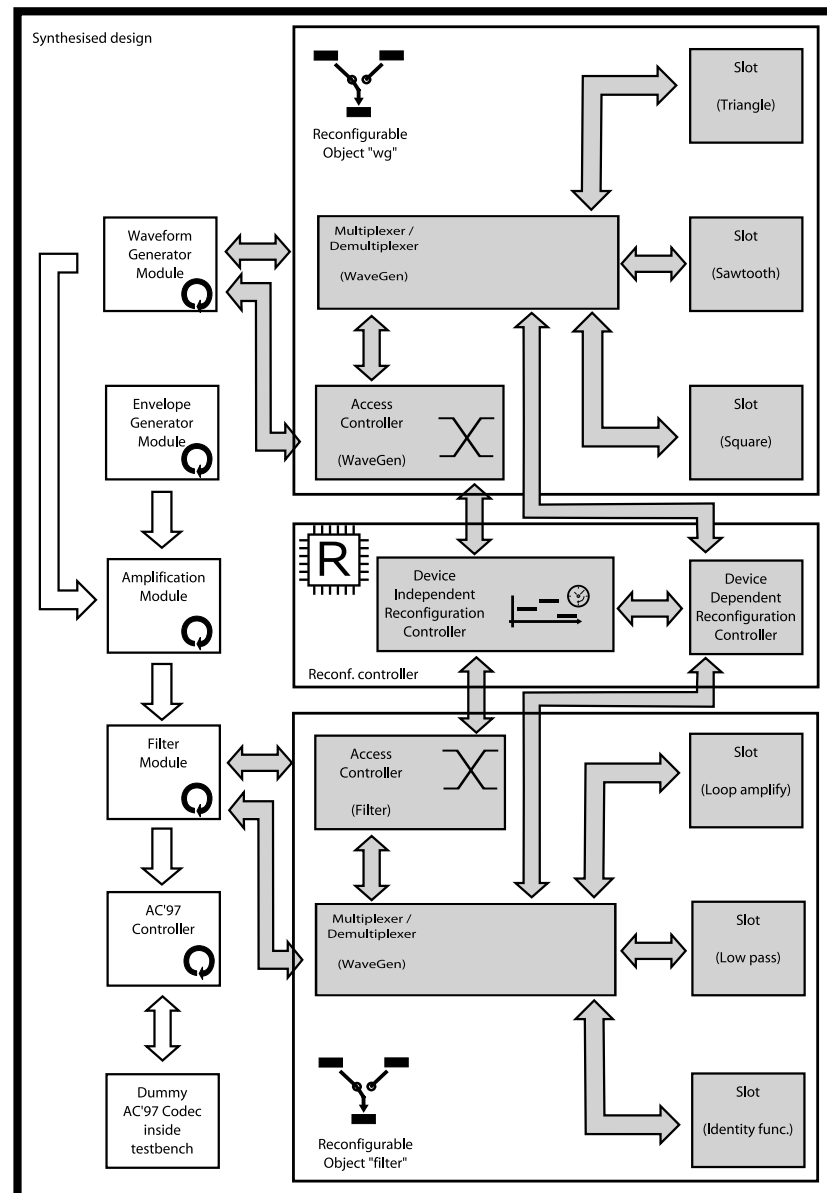 Synthesised design
Reconfigurable
Object "wg"
Slot
(Triangle)
Waveform
Generator
Module
Multiplexer /
Demultiplexer
(WaveGen)
Slot
(Sawtooth)
Envelope
Generator
Module
Access
Controller
(WaveGen)
Slot
(Square)
Amplification
Module
R
Device
Independent
Reconfiguration
Controller
Device
Dependent
Reconfiguration
Controller
Reconf. controller
Filter
Module
Access
Controller
(Filter)
Slot
(Loop amplify)
AC'97
Controller
Multiplexer /
Demultiplexer
(WaveGen)
Slot
(Low pass)
Dummy
AC'97 Codec
inside
testbench
Reconfigurable
Object "filter"
Slot
(Identity func.)